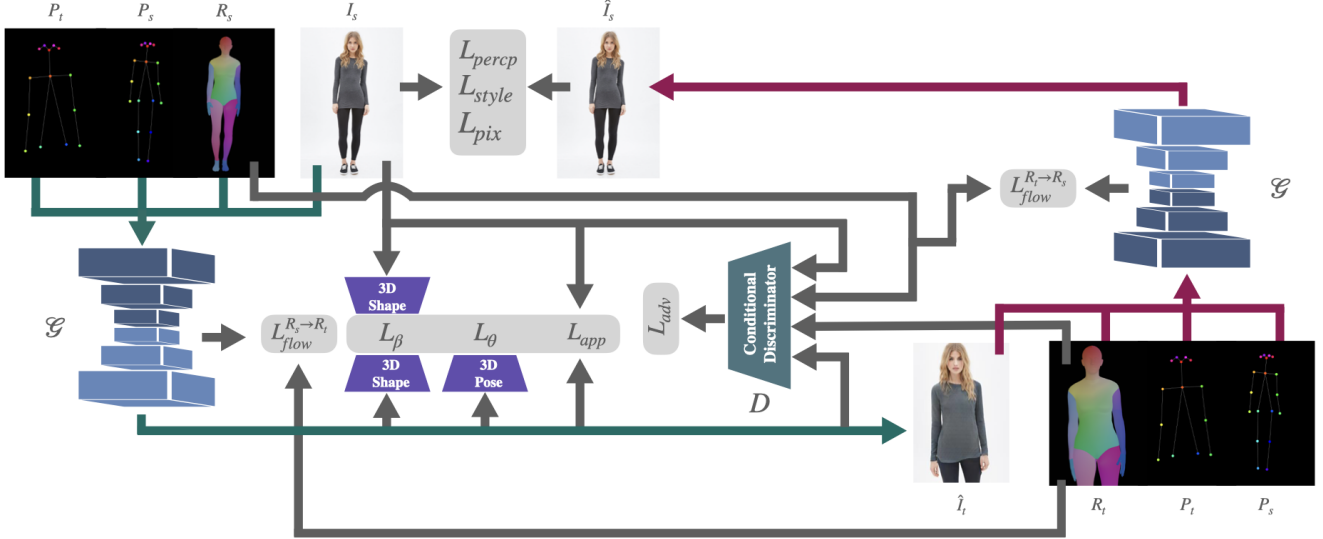 P_t
P_s
R_s
I_s
Î_s
L_percp
L_style
L_pix
L_flow^{R_t→R_s}
𝒢
3D
Shape
𝒢
L_flow^{R_s→R_t}
L_β
L_θ
L_app
L_adv
Conditional
Discriminator
3D
Shape
3D
Pose
D
Î_t
R_t
P_t
P_s